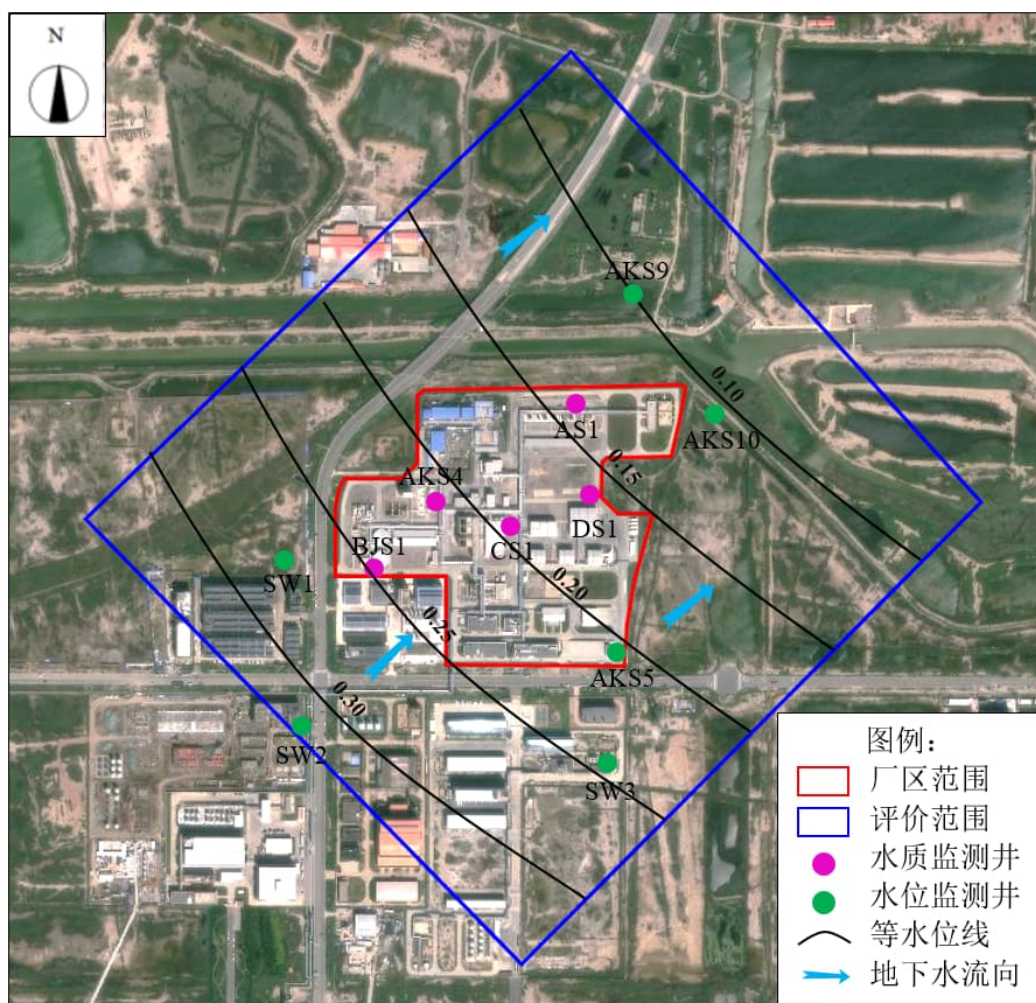 N
AKS9
0.10
AS1
AKS10
0.15
AKS4
DS1
CS1
BJS1
SW1
0.20
0.25
AKS5
0.30
SW2
SW3
图例：
厂区范围
评价范围
水质监测井
水位监测井
等水位线
地下水流向